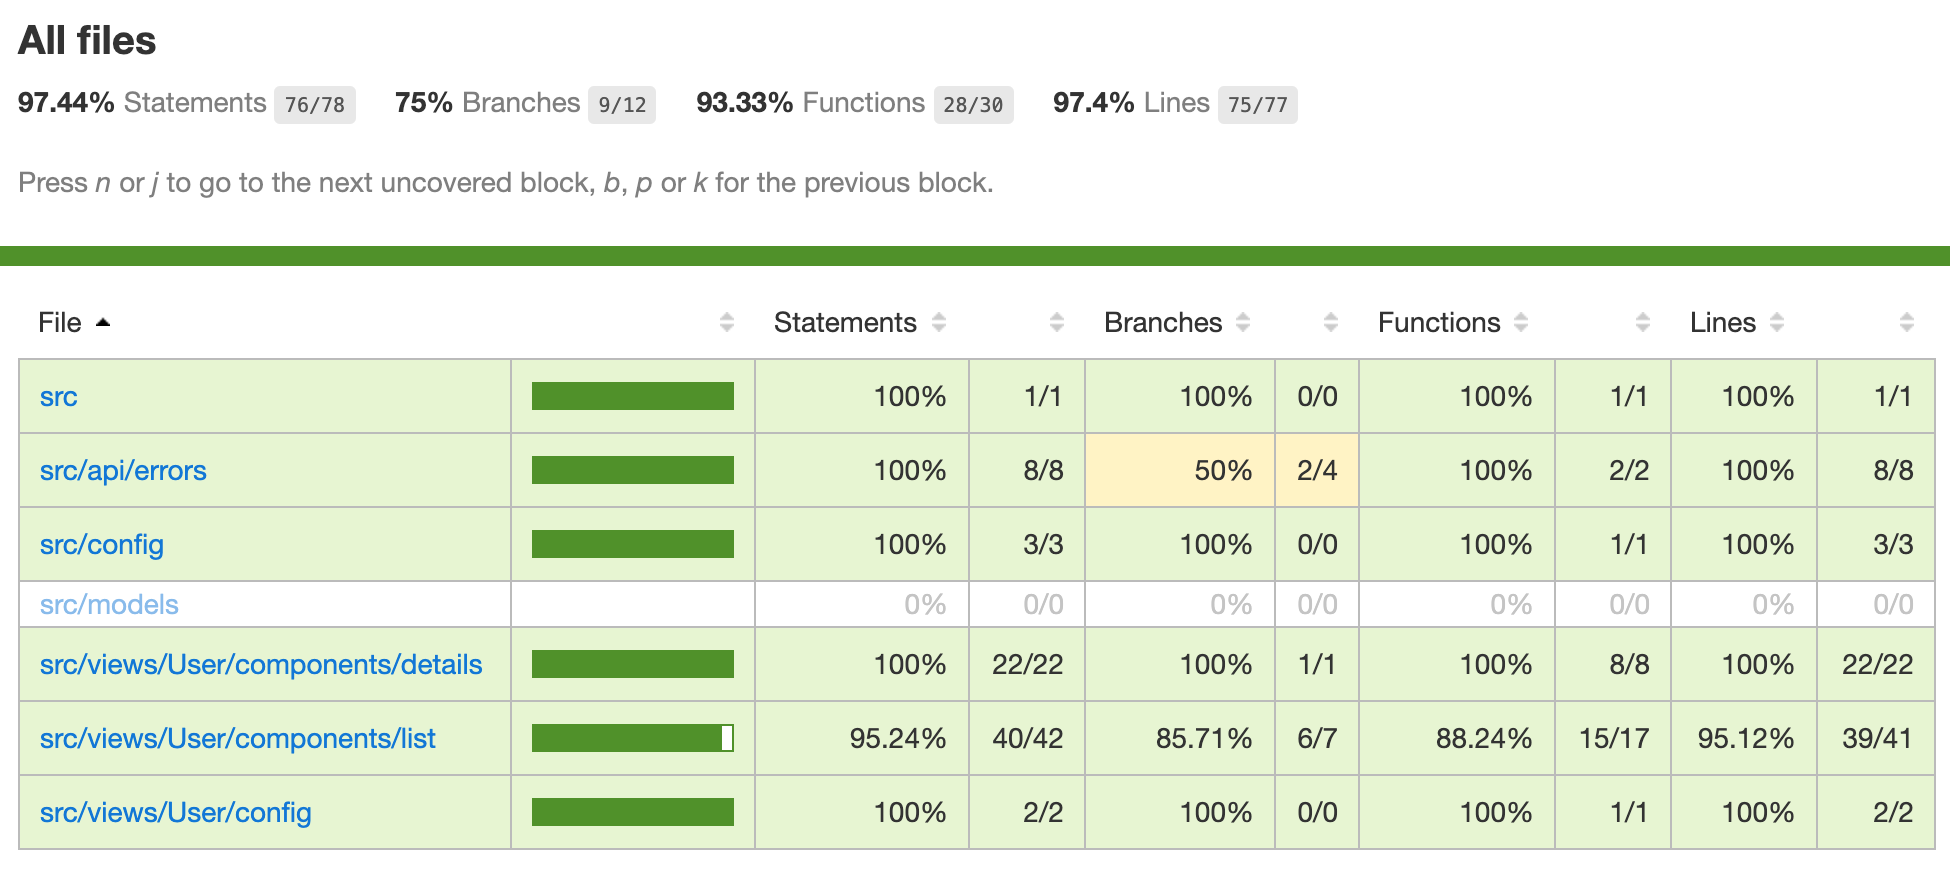 All files
97.44% Statements 76/78 75% Branches 9/12 93.33% Functions 28/30 97.4% Lines 75/77
Press n or j to go to the next uncovered block, b, p or k for the previous block.
File Statements Branches Functions Lines
src 100% 1/1 100% 0/0 100% 1/1 100% 1/1
src/api/errors 100% 8/8 50% 2/4 100% 2/2 100% 8/8
src/config 100% 3/3 100% 0/0 100% 1/1 100% 3/3
src/models 0% 0/0 0% 0/0 0% 0/0 0% 0/0
src/views/User/components/details 100% 22/22 100% 1/1 100% 8/8 100% 22/22
src/views/User/components/list 95.24% 40/42 85.71% 6/7 88.24% 15/17 95.12% 39/41
src/views/User/config 100% 2/2 100% 0/0 100% 1/1 100% 2/2